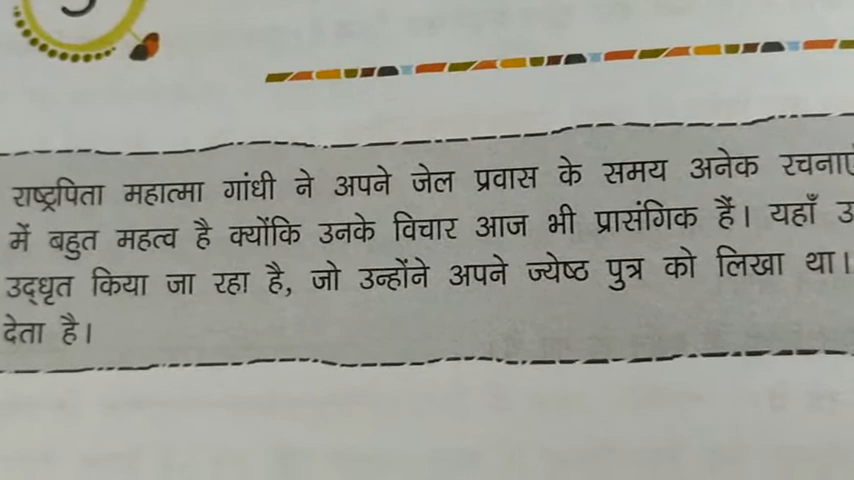 राष्ट्रपिता महात्मा गांधी ने अपने जेल प्रवास के समय अनेक रचनाएँ
में बहुत महत्व है क्योंकि उनके विचार आज भी प्रासंगिक हैं। यहाँ उ
उद्धृत किया जा रहा है, जो उन्होंने अपने ज्येष्ठ पुत्र को लिखा था।
देता है।